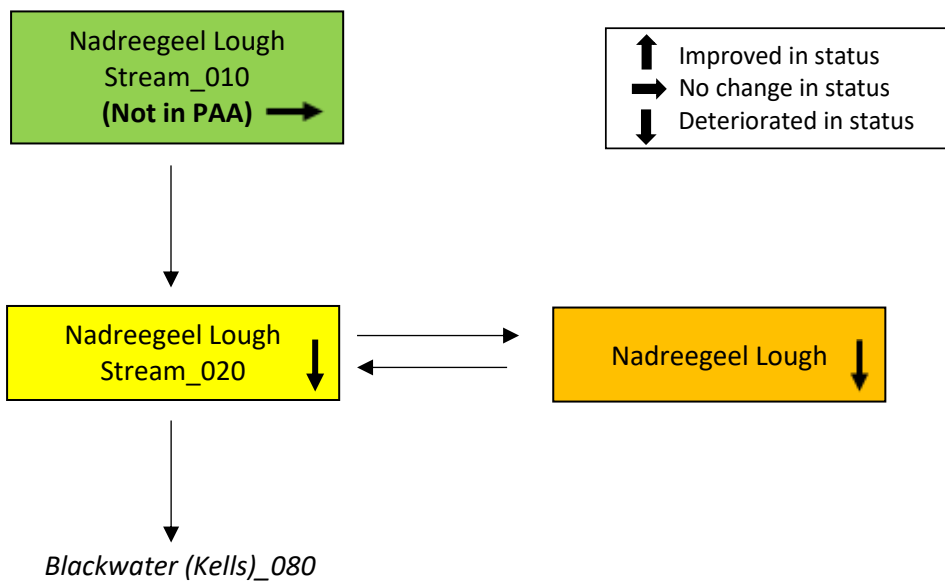 Nadreegeel Lough
Stream_010
(Not in PAA)
Improved in status
No change in status
Deteriorated in status
Nadreegeel Lough
Stream_020
Nadreegeel Lough
Blackwater (Kells)_080